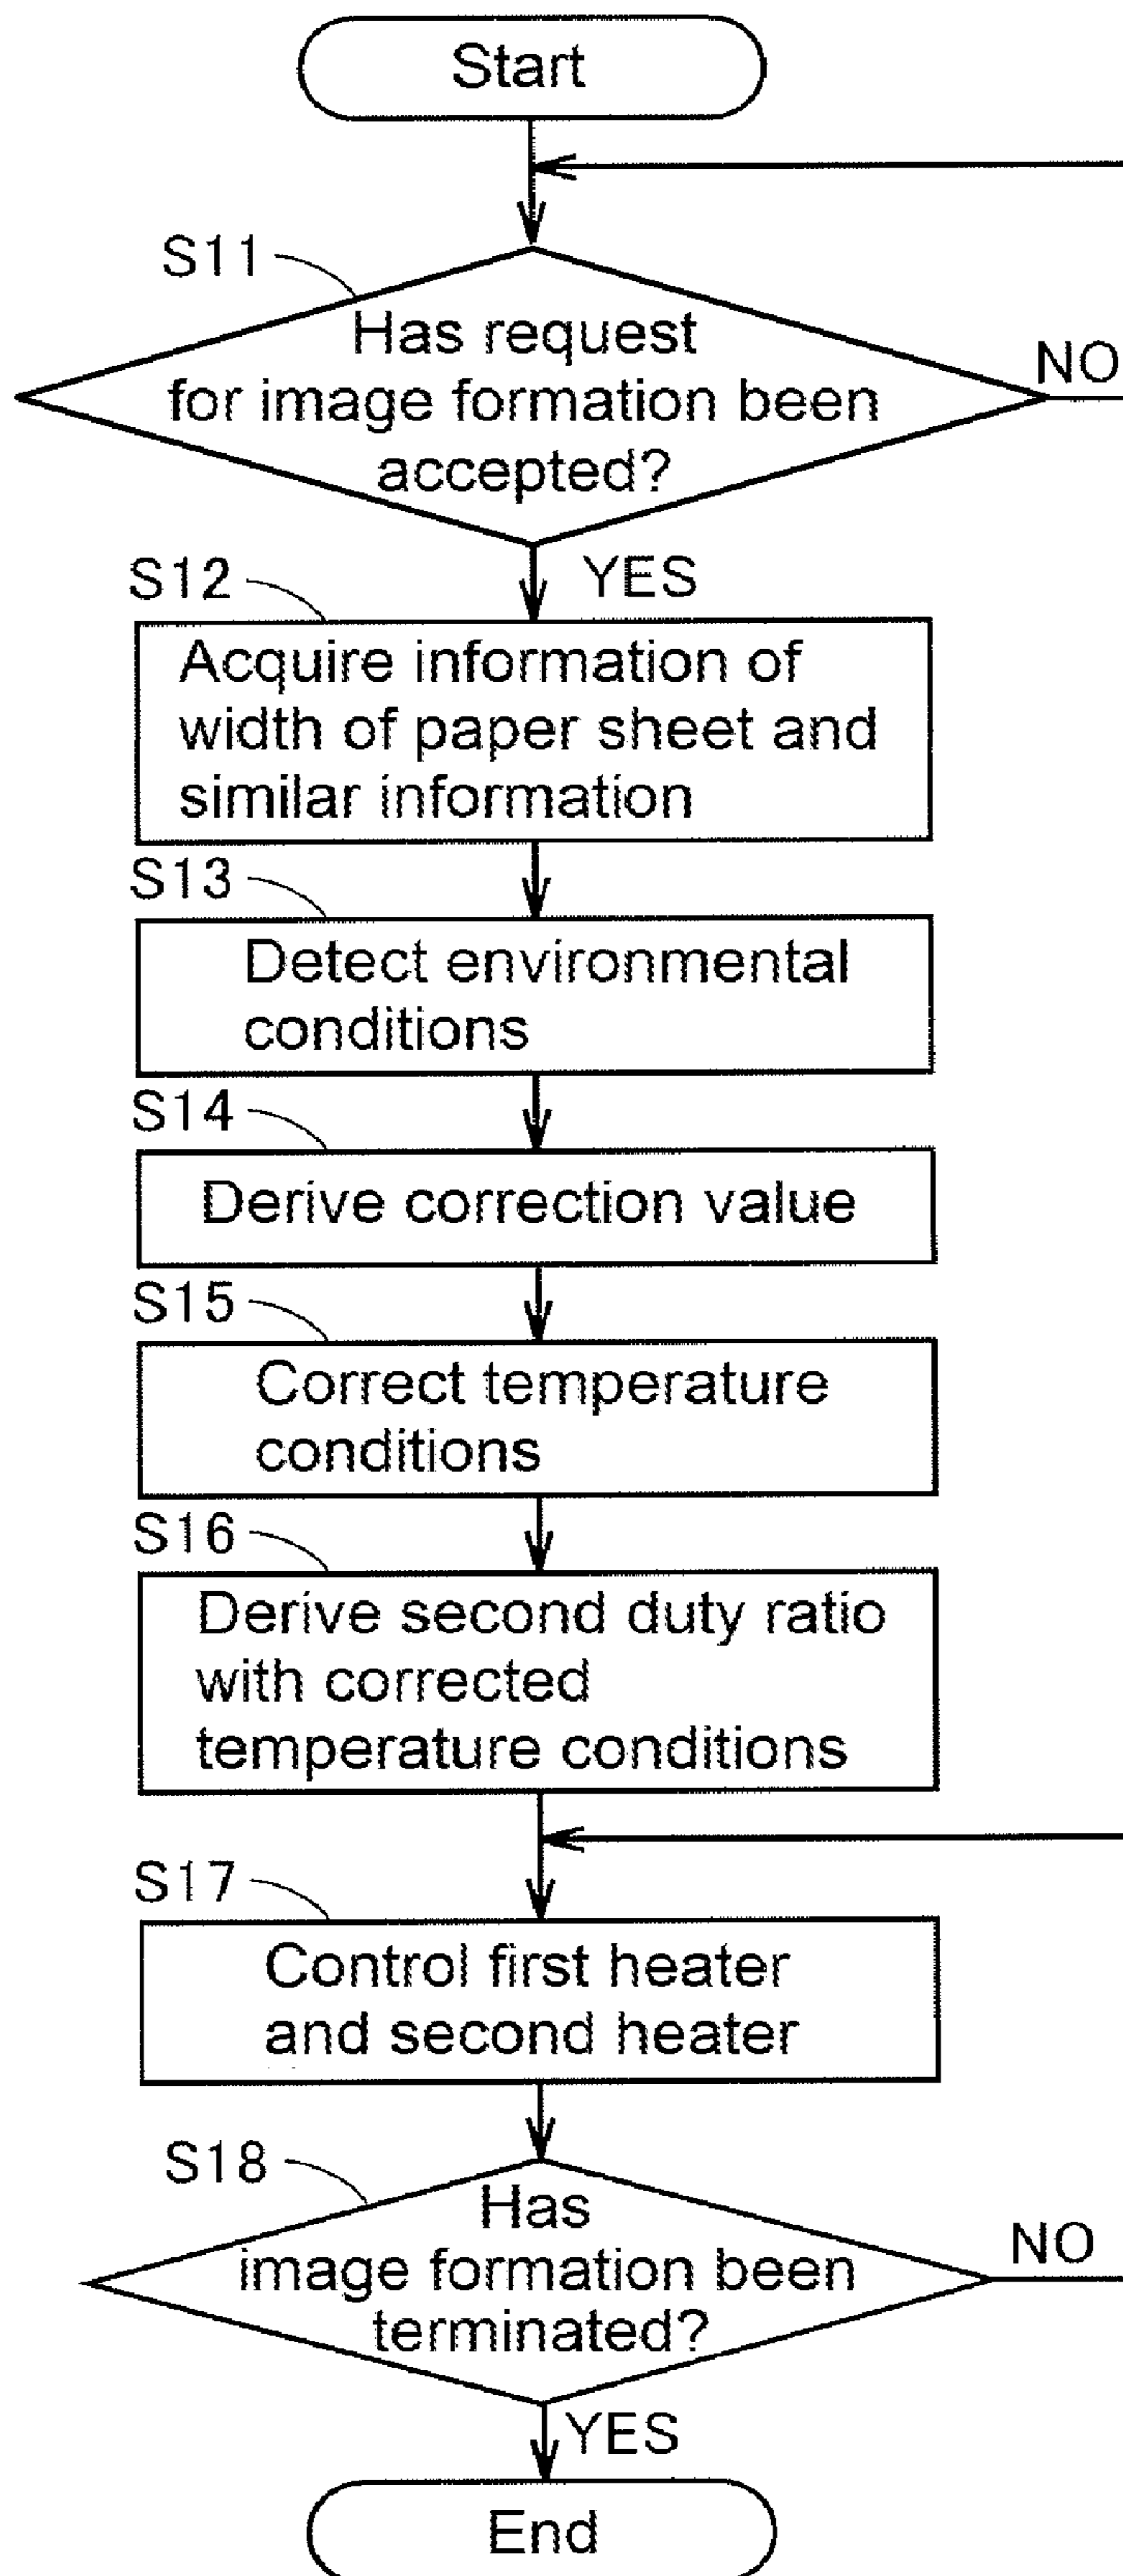 Start
S11
Has request
for image formation been
accepted?
NO
YES
S12
Acquire information of
width of paper sheet and
similar information
S13
Detect environmental
conditions
S14
Derive correction value
S15
Correct temperature
conditions
S16
Derive second duty ratio
with corrected
temperature conditions
S17
Control first heater
and second heater
S18
Has
image formation been
terminated?
NO
YES
End